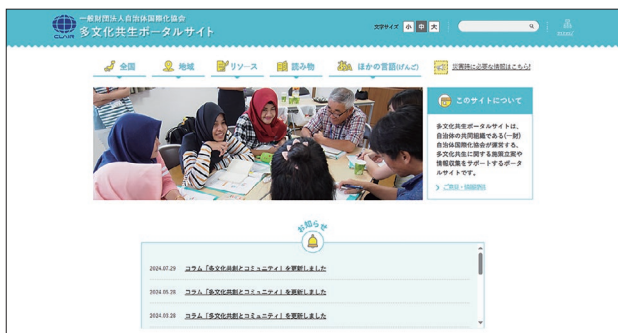 一般財団法人自治体国際化協会
CLAIR
多文化共生ポータルサイト
文字サイズ 小 中 大
menu
全国
地域
リソース
読み物
ほかの言語(げんご)
災害時に必要な情報はこちら!
このサイトについて
多文化共生ポータルサイトは、
自治体の共同組織である(一財)
自治体国際化協会が運営する、
多文化共生に関する施策立案や
情報収集をサポートするポータ
ルサイトです。
お知らせ
2024.07.29 コラム「多文化共創とコミュニティ」を更新しました
2024.05.28 コラム「多文化共創とコミュニティ」を更新しました
2024.03.28 コラム「多文化共創とコミュニティ」を更新しました